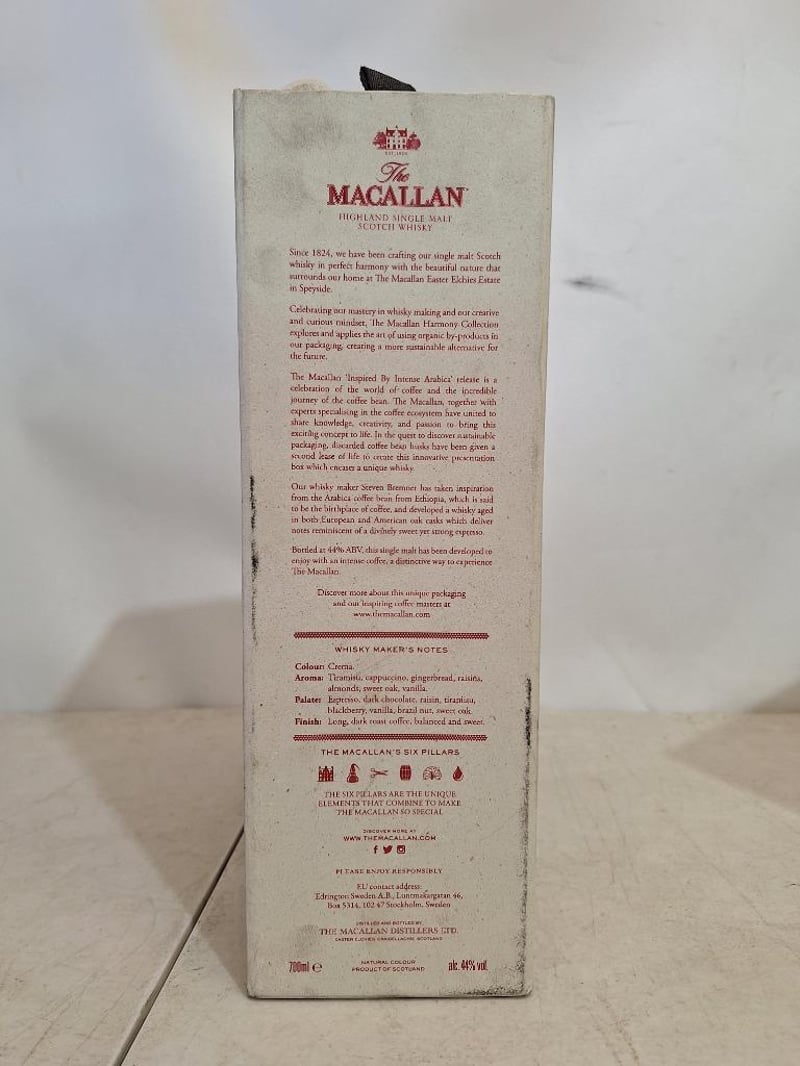 The
MACALLAN
HIGHLAND SINGLE MALT
SCOTCH WHISKY
Since 1824, we have been crafting our single malt Scotch
whisky in perfect harmony with the beautiful nature that
surrounds our home at The Macallan Easter Elchies Estate
in Speyside.
Celebrating our mastery in whisky making and our creative
and curious mindset, The Macallan Harmony Collection
explores and applies the art of using organic by-products in
our packaging, creating a more sustainable alternative for
the future.
The Macallan 'Inspired By Intense Arabica' release is a
celebration of the world of coffee and the incredible
journey of the coffee bean. The Macallan, together with
experts specialising in the coffee ecosystem have united to
share knowledge, creativity, and passion to bring this
exciting concept to life. In the quest to discover sustainable
packaging, discarded coffee bean husks have been given a
second lease of life to create this innovative presentation
box which encases a unique whisky.
Our whisky maker Steven Bremner has taken inspiration
from the Arabica coffee bean from Ethiopia, which is said
to be the birthplace of coffee, and developed a whisky aged
in both European and American oak casks which deliver
notes reminiscent of a divinely sweet yet strong espresso.
Bottled at 44% ABV, this single malt has been developed to
enjoy with an intense coffee, a distinctive way to experience
The Macallan.
Discover more about this unique packaging
and our inspiring coffee masters at
www.themacallan.com
WHISKY MAKER'S NOTES
Colour: Crema.
Aroma: Tiramisu, cappuccino, gingerbread, raisins,
almonds, sweet oak, vanilla.
Palate: Espresso, dark chocolate, raisin, tiramisu,
blackberry, vanilla, brazil nut, sweet oak.
Finish: Long, dark roast coffee, balanced and sweet.
THE MACALLAN'S SIX PILLARS
THE SIX PILLARS ARE THE UNIQUE
ELEMENTS THAT COMBINE TO MAKE
THE MACALLAN SO SPECIAL
DISCOVER MORE AT
WWW.THEMACALLAN.COM
PLEASE ENJOY RESPONSIBLY
EU contact address:
Edrington Sweden A.B., Luntmakargatan 46,
Box 5314, 102 47 Stockholm, Sweden
DISTILLED AND BOTTLED BY
THE MACALLAN DISTILLERS LTD.
EASTER ELCHIES, CRAIGELLACHIE, SCOTLAND
700ml e
NATURAL COLOUR
PRODUCT OF SCOTLAND
alc. 44% vol.